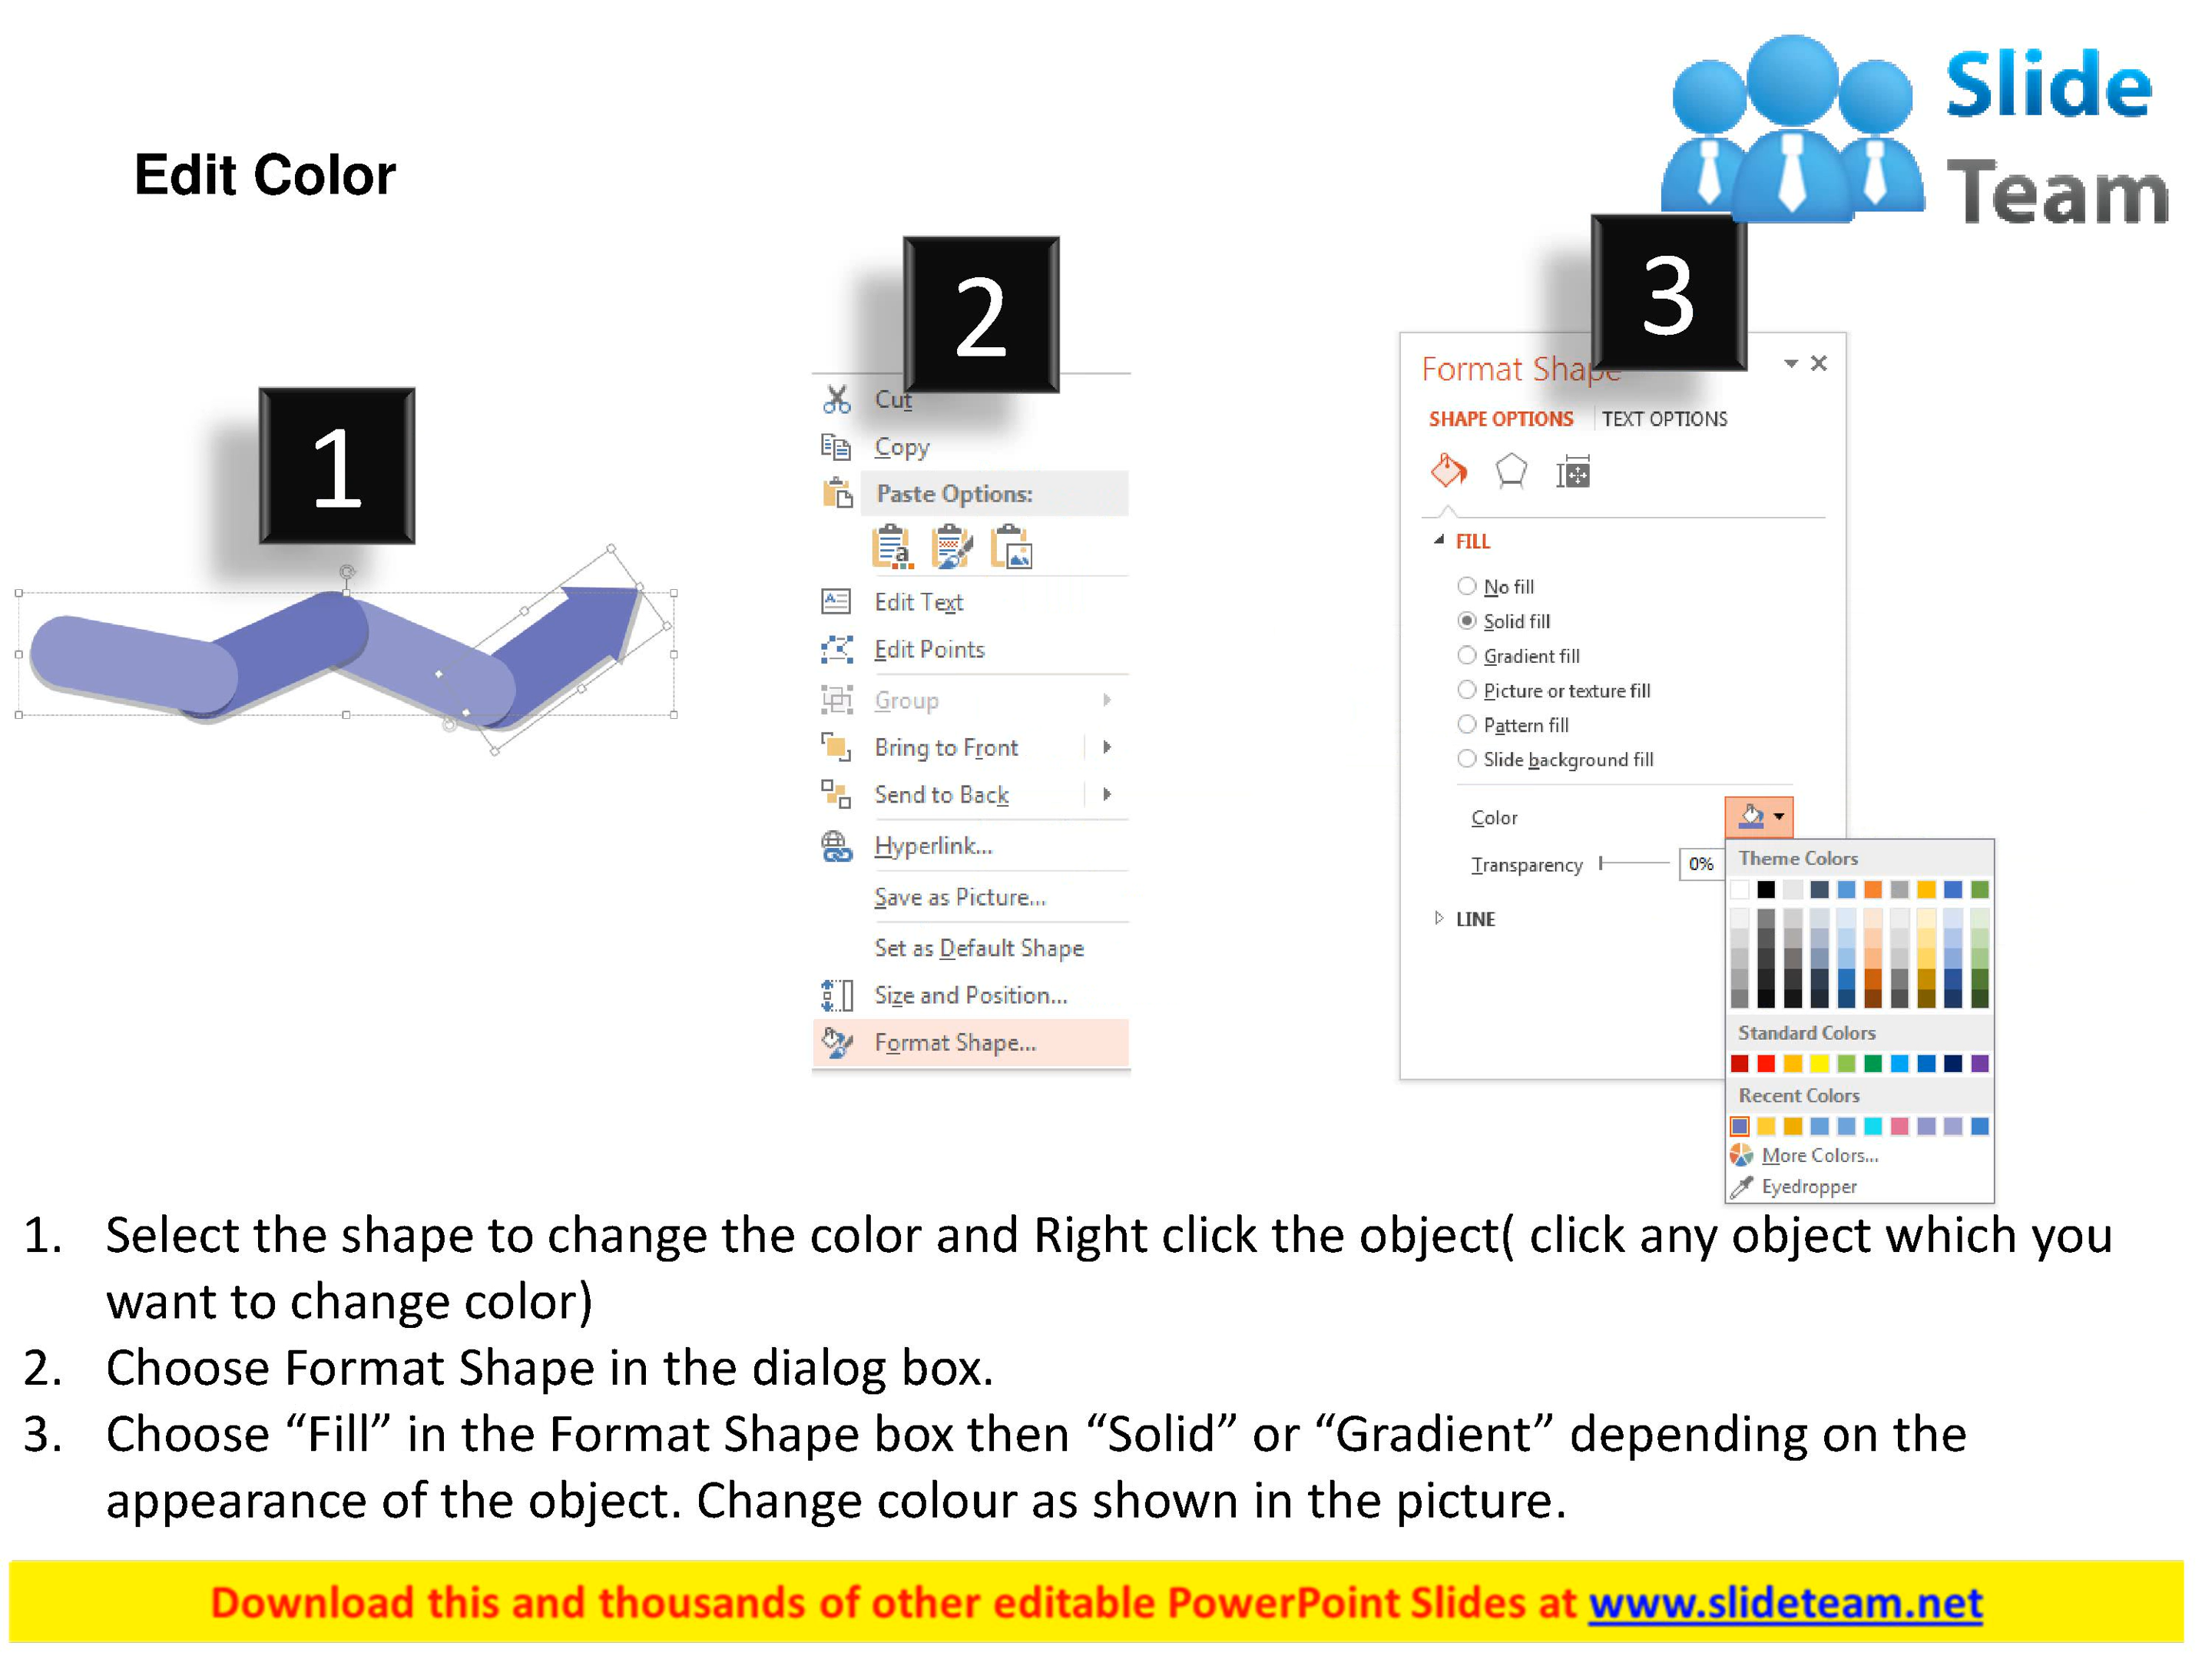 Slide
Team
Edit Color
1
2
3
Cut
Copy
Paste Options:
Edit Text
Edit Points
Group
Bring to Front
Send to Back
Hyperlink...
Save as Picture...
Set as Default Shape
Size and Position...
Format Shape...
Format Shape
SHAPE OPTIONS TEXT OPTIONS
FILL
No fill
Solid fill
Gradient fill
Picture or texture fill
Pattern fill
Slide background fill
Color
Transparency 0%
LINE
Theme Colors
Standard Colors
Recent Colors
More Colors...
Eyedropper
1. Select the shape to change the color and Right click the object( click any object which you
want to change color)
2. Choose Format Shape in the dialog box.
3. Choose “Fill” in the Format Shape box then “Solid” or “Gradient” depending on the
appearance of the object. Change colour as shown in the picture.
Download this and thousands of other editable PowerPoint Slides at www.slideteam.net